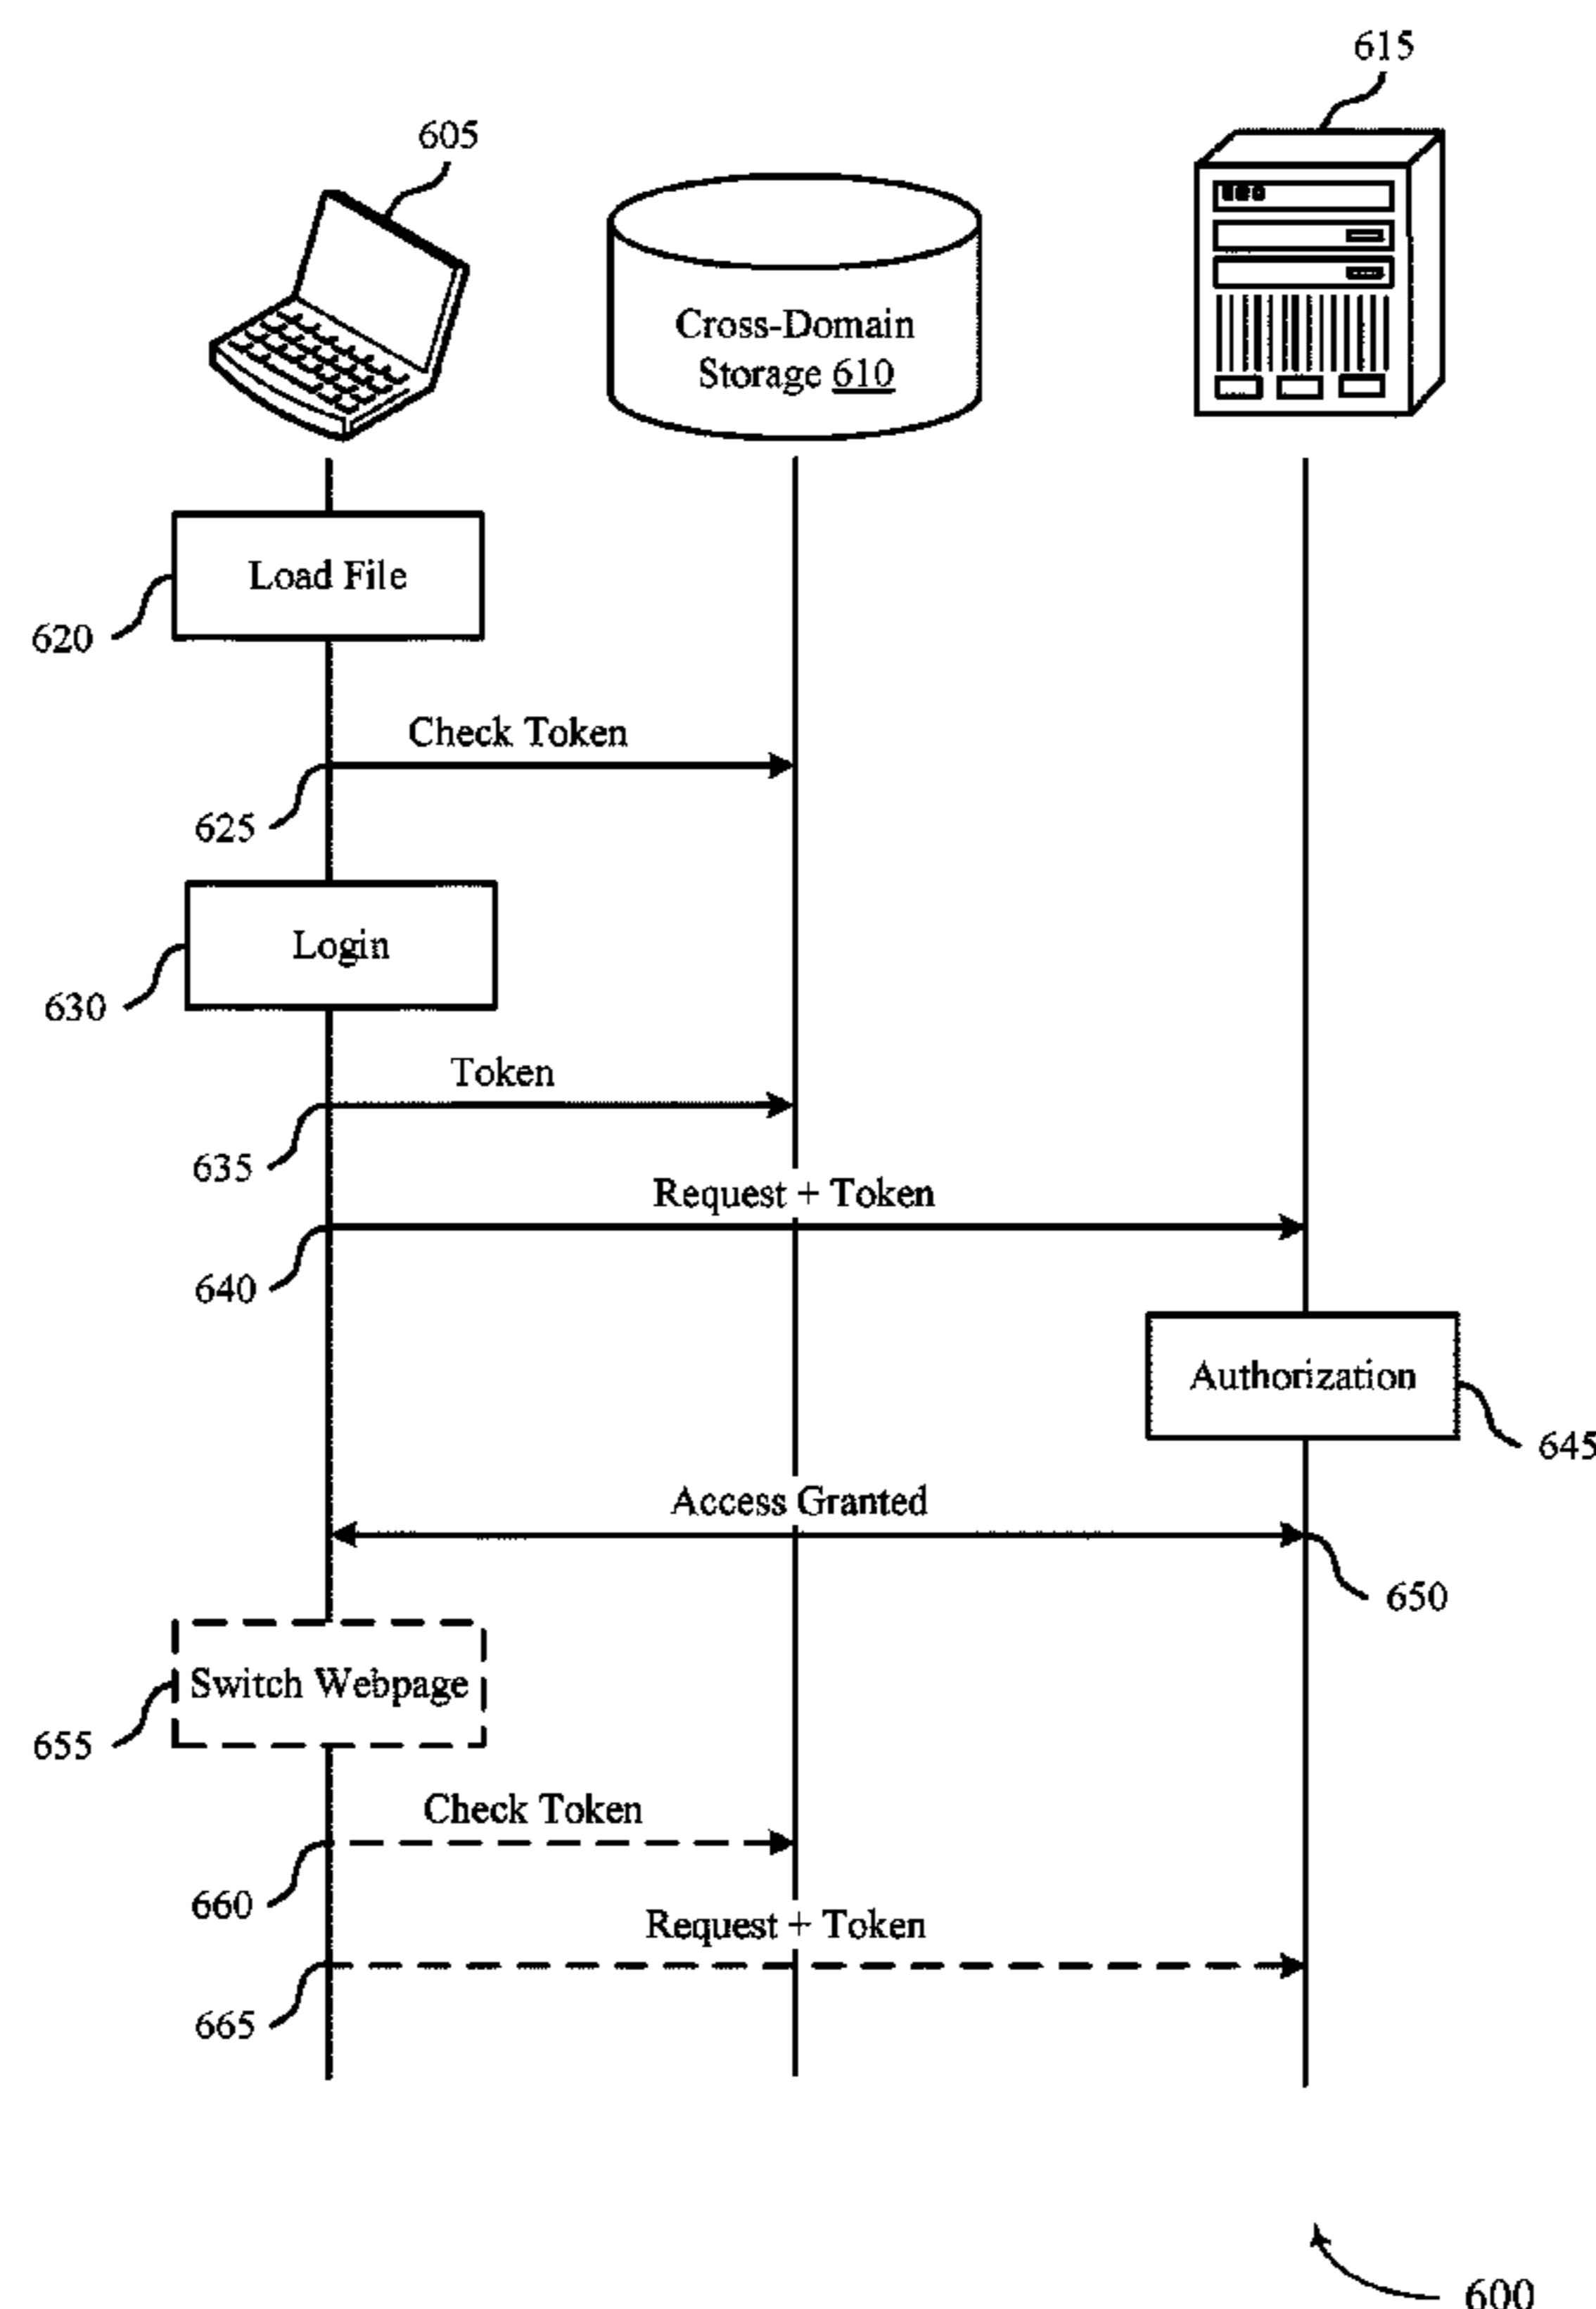 615
605
Cross-Domain
Storage 610
Load File
620
Check Token
625
Login
630
Token
635
Request + Token
640
Authorization
645
Access Granted
650
Switch Webpage
655
Check Token
660
Request + Token
665
600